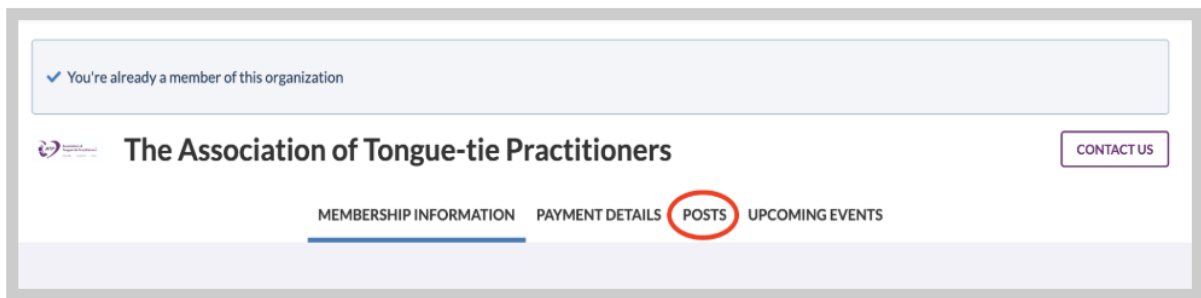 You're already a member of this organization
The Association of Tongue-tie Practitioners
CONTACT US
MEMBERSHIP INFORMATION PAYMENT DETAILS POSTS UPCOMING EVENTS